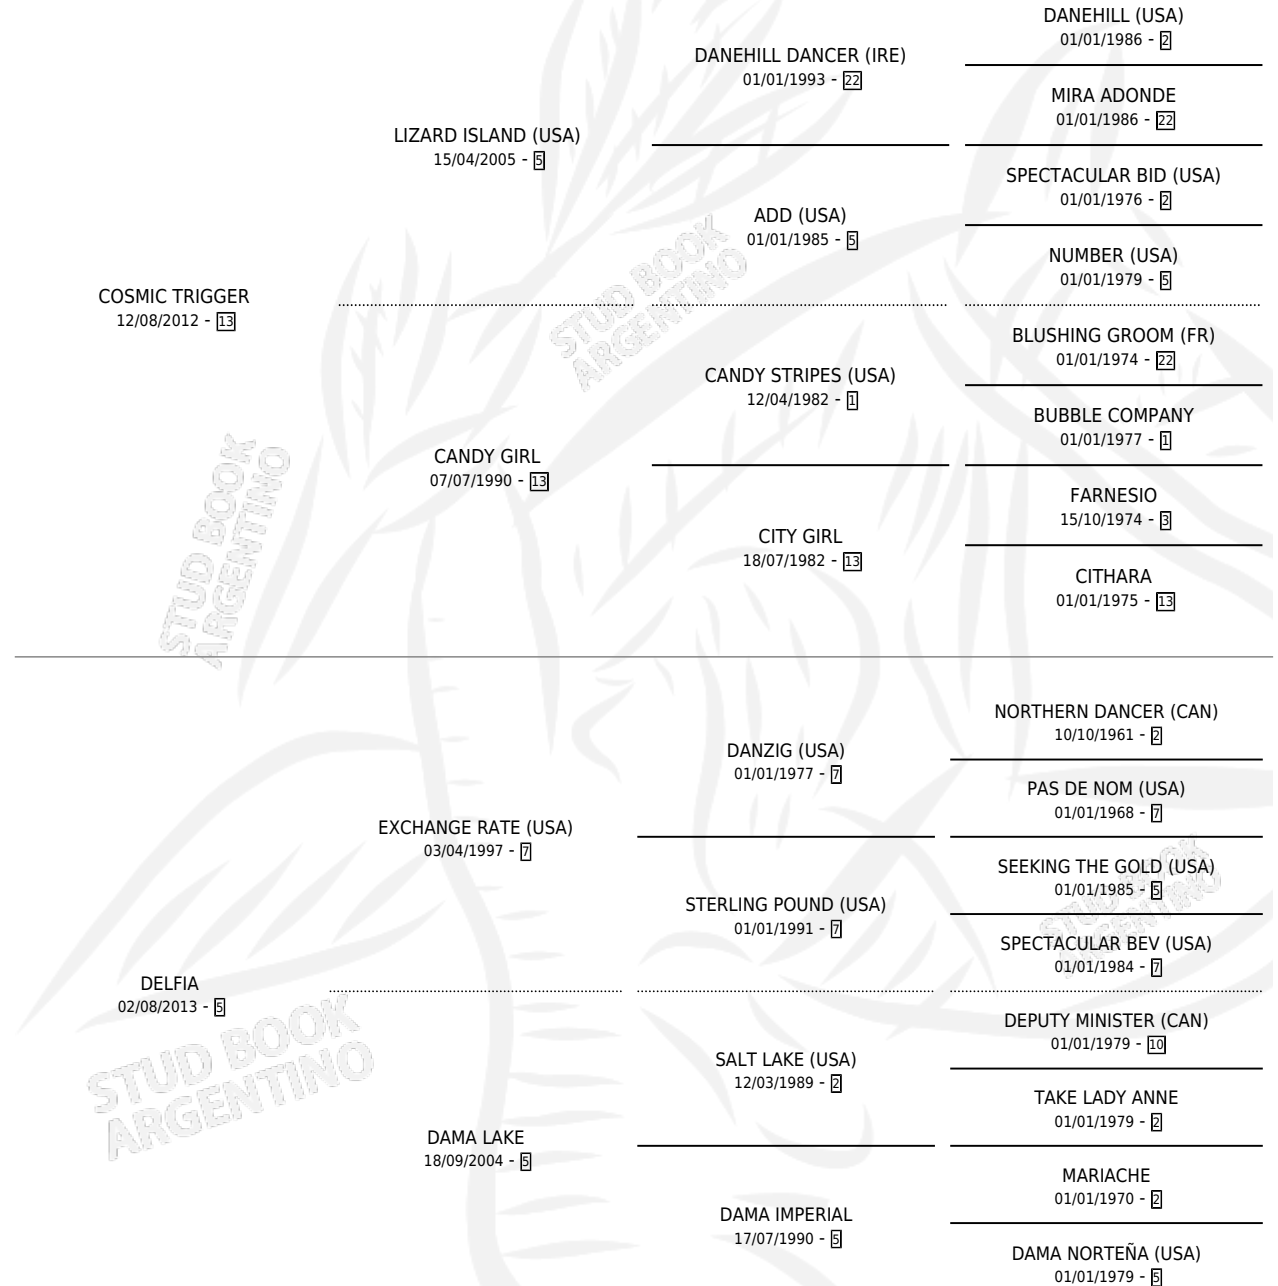 DANEHILL (USA)
01/01/1986 - 2
DANEHILL DANCER (IRE)
01/01/1993 - 22
MIRA ADONDE
01/01/1986 - 22
LIZARD ISLAND (USA)
15/04/2005 - 5
SPECTACULAR BID (USA)
01/01/1976 - 2
ADD (USA)
01/01/1985 - 5
NUMBER (USA)
01/01/1979 - 5
COSMIC TRIGGER
12/08/2012 - 13
BLUSHING GROOM (FR)
01/01/1974 - 22
CANDY STRIPES (USA)
12/04/1982 - 1
BUBBLE COMPANY
01/01/1977 - 1
CANDY GIRL
07/07/1990 - 13
FARNESIO
15/10/1974 - 3
CITY GIRL
18/07/1982 - 13
CITHARA
01/01/1975 - 13
STUD BOOK
ARGENTINO
STUD BOOK
ARGENTINO
NORTHERN DANCER (CAN)
10/10/1961 - 2
DANZIG (USA)
01/01/1977 - 7
PAS DE NOM (USA)
01/01/1968 - 7
EXCHANGE RATE (USA)
03/04/1997 - 7
SEEKING THE GOLD (USA)
01/01/1985 - 5
STERLING POUND (USA)
01/01/1991 - 7
SPECTACULAR BEV (USA)
01/01/1984 - 7
STUD BOOK
ARGENTINO
DELFIA
02/08/2013 - 5
DEPUTY MINISTER (CAN)
01/01/1979 - 10
SALT LAKE (USA)
12/03/1989 - 2
TAKE LADY ANNE
01/01/1979 - 2
STUD BOOK
ARGENTINO
DAMA LAKE
18/09/2004 - 5
MARIACHE
01/01/1970 - 2
DAMA IMPERIAL
17/07/1990 - 5
DAMA NORTEÑA (USA)
01/01/1979 - 5